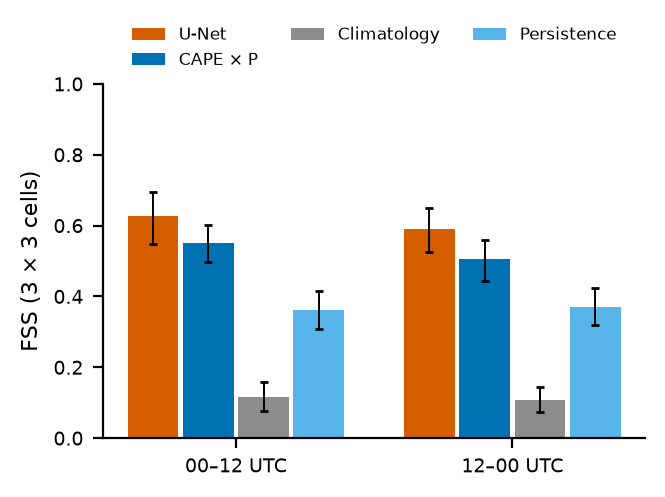 U-Net Climatology Persistence
CAPE × P
1.0
0.8
0.6
0.4
0.2
0.0
FSS (3 × 3 cells)
00–12 UTC 12–00 UTC